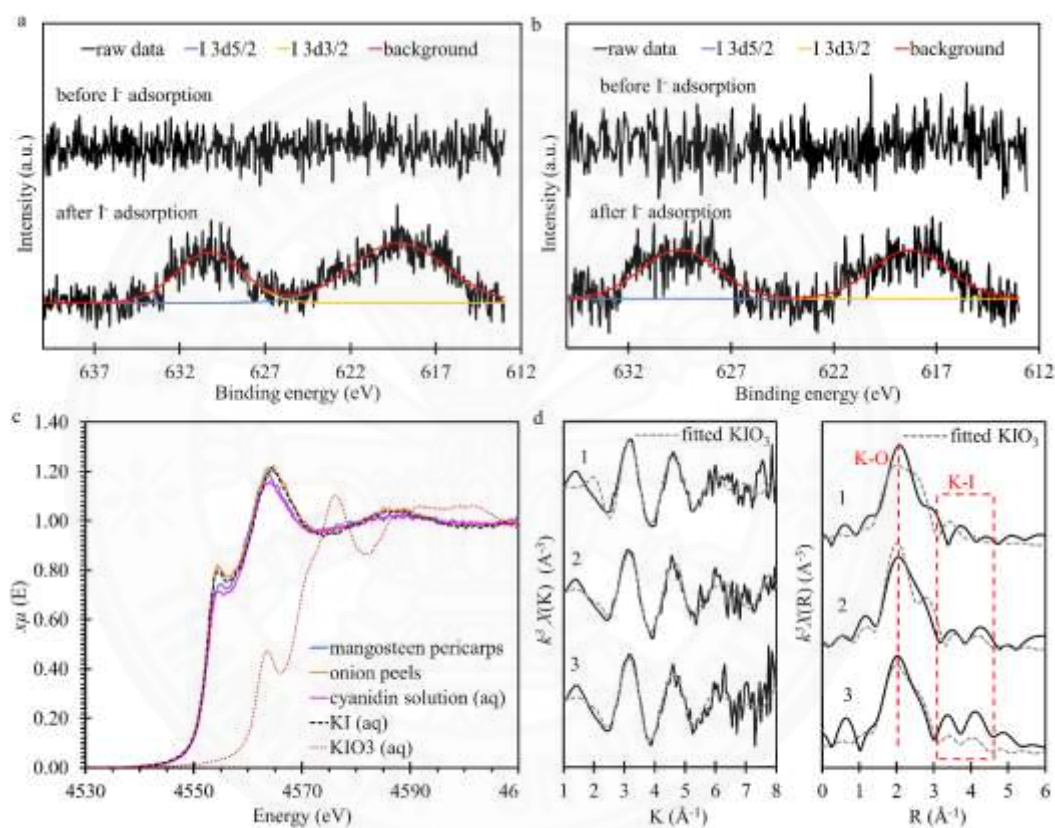 a
raw data I 3d5/2 I 3d3/2 background
before I⁻ adsorption
after I⁻ adsorption
Intensity (a.u.)
637 632 627 622 617 612
Binding energy (eV)
b
raw data I 3d5/2 I 3d3/2 background
before I⁻ adsorption
after I⁻ adsorption
Intensity (a.u.)
632 627 622 617 612
Binding energy (eV)
c
1.40
1.20
1.00
0.80
0.60
0.40
0.20
0.00
xμ (E)
mangosteen pericarps
onion peels
cyanidin solution (aq)
KI (aq)
KIO3 (aq)
4530 4550 4570 4590 46
Energy (eV)
d
fitted KIO₃
1
2
3
k³ X(K) (Å⁻³)
1 2 3 4 5 6 7 8
K (Å⁻¹)
fitted KIO₃
K-O
K-I
1
2
3
k³X(R) (Å⁻³)
0 1 2 3 4 5 6
R (Å⁻¹)